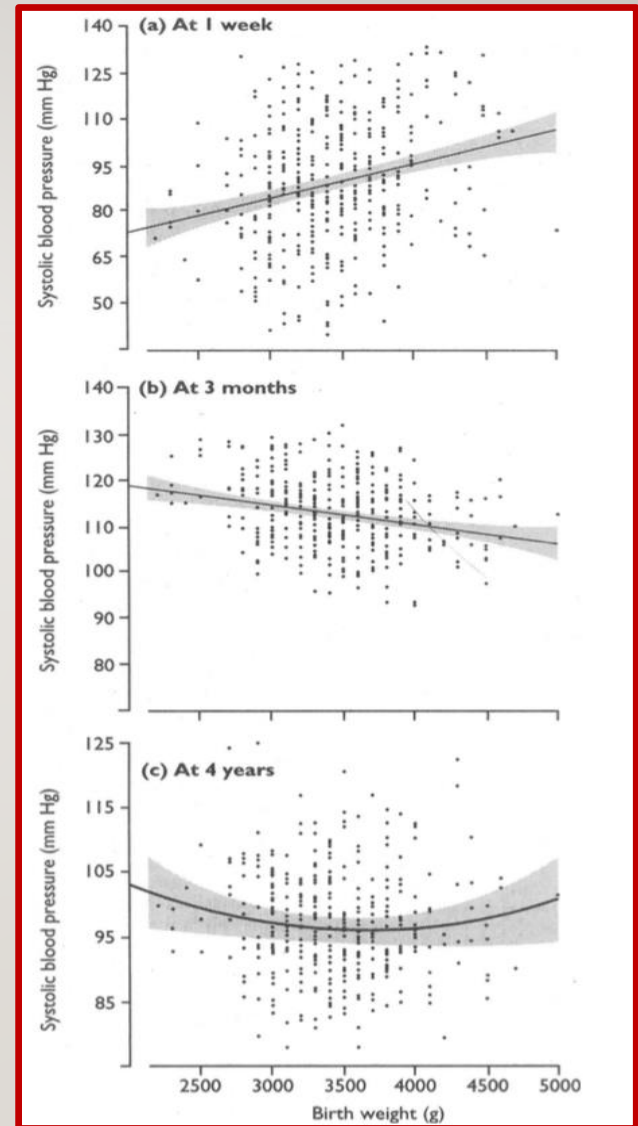 (a) At 1 week
140
125
110
95
80
65
50
Systolic blood pressure (mm Hg)
(b) At 3 months
140
130
120
110
100
90
80
Systolic blood pressure (mm Hg)
(c) At 4 years
125
115
105
95
85
Systolic blood pressure (mm Hg)
2500 3000 3500 4000 4500 5000
Birth weight (g)